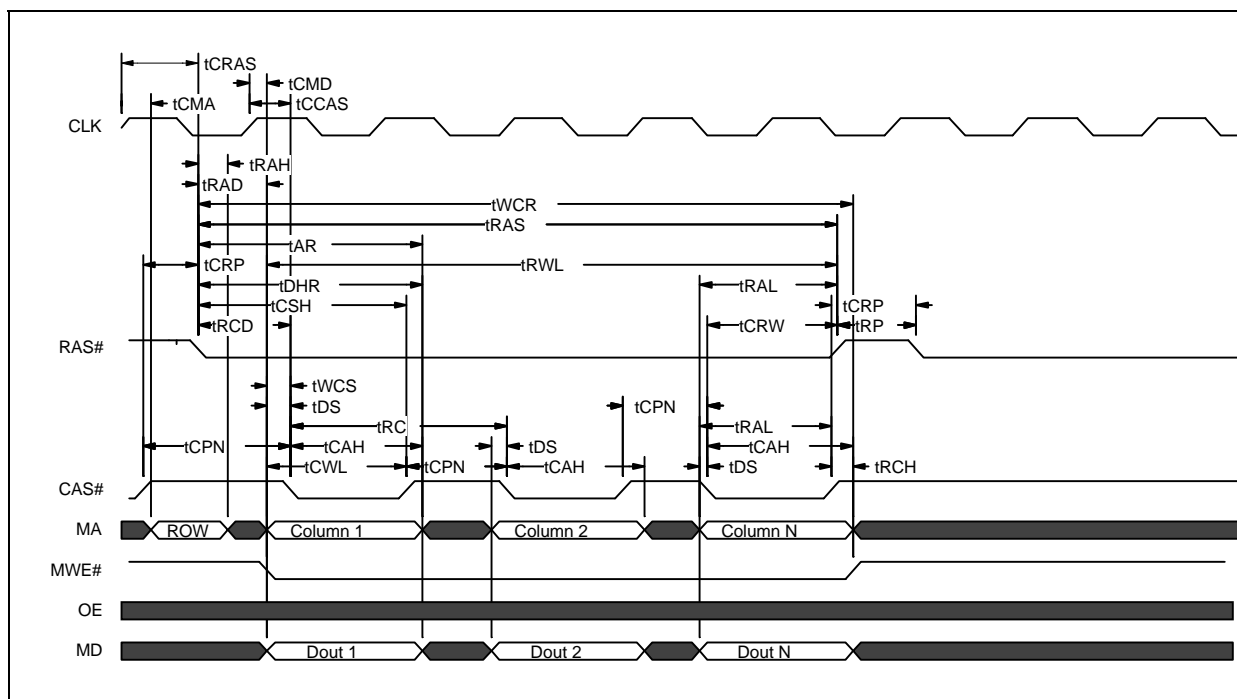 tCRAS
tCMD
tCMA
tCCAS
CLK
tRAH
tRAD
tWCR
tRAS
tAR
tCRP
tRWL
tDHR
tRAL
tCSH
tCRP
tRCD
tCRW
tRP
RAS#
tWCS
tDS
tCPN
tRC
tRAL
tCPN
tCAH
tDS
tCAH
tCWL
tCPN
tCAH
tDS
tRCH
CAS#
MA
ROW
Column 1
Column 2
Column N
MWE#
OE
MD
Dout 1
Dout 2
Dout N